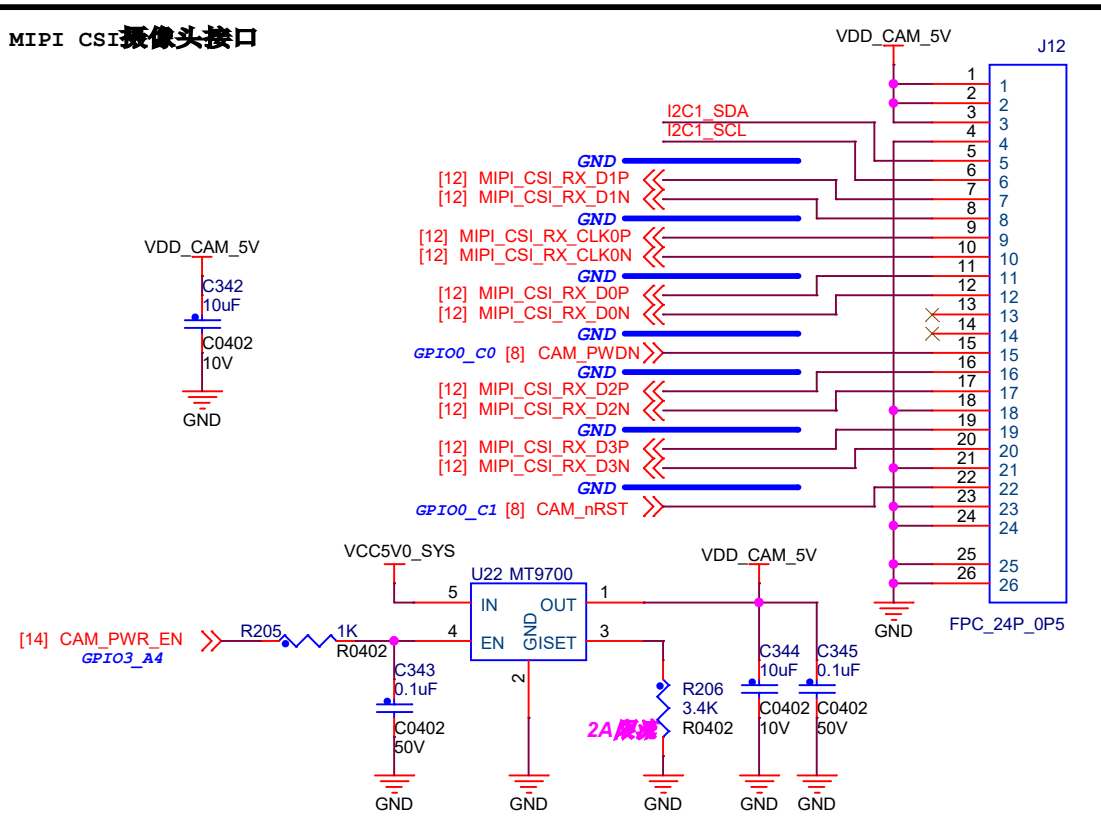 MIPI CSI摄像头接口
VDD_CAM_5V
J12
I2C1_SDA
I2C1_SCL
GND
[12] MIPI_CSI_RX_D1P
[12] MIPI_CSI_RX_D1N
GND
[12] MIPI_CSI_RX_CLK0P
[12] MIPI_CSI_RX_CLK0N
GND
[12] MIPI_CSI_RX_D0P
[12] MIPI_CSI_RX_D0N
GND
GPIO0_C0 [8] CAM_PWDN
GND
[12] MIPI_CSI_RX_D2P
[12] MIPI_CSI_RX_D2N
GND
[12] MIPI_CSI_RX_D3P
[12] MIPI_CSI_RX_D3N
GND
GPIO0_C1 [8] CAM_nRST
1 1
2 2
3 3
4 4
5 5
6 6
7 7
8 8
9 9
10 10
11 11
12 12
13 13
14 14
15 15
16 16
17 17
18 18
19 19
20 20
21 21
22 22
23 23
24 24
25 25
26 26
GND
FPC_24P_0P5
VDD_CAM_5V
C342
10uF
C0402
10V
GND
VCC5V0_SYS
U22 MT9700
5 IN
OUT 1
4 EN
GND
GISET 3
2
[14] CAM_PWR_EN
GPIO3_A4
R205 1K
R0402
C343
0.1uF
C0402
50V
GND
GND
R206
3.4K
R0402
2A限流
GND
VDD_CAM_5V
C344
10uF
C0402
10V
GND
C345
0.1uF
C0402
50V
GND